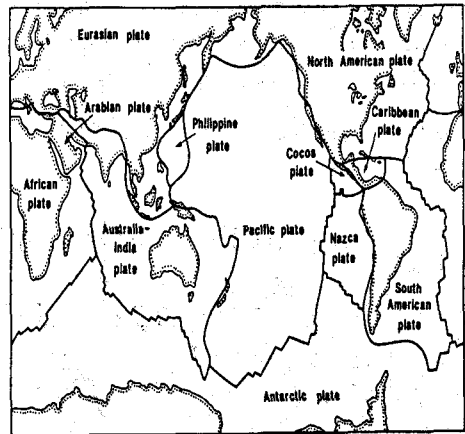 Eurasian plate
North American plate
Arabian plate
Caribbean
plate
Philippine
plate
Cocos
plate
African
plate
Australia-
India
plate
Pacific plate
Nazca
plate
South
American
plate
Antarctic plate